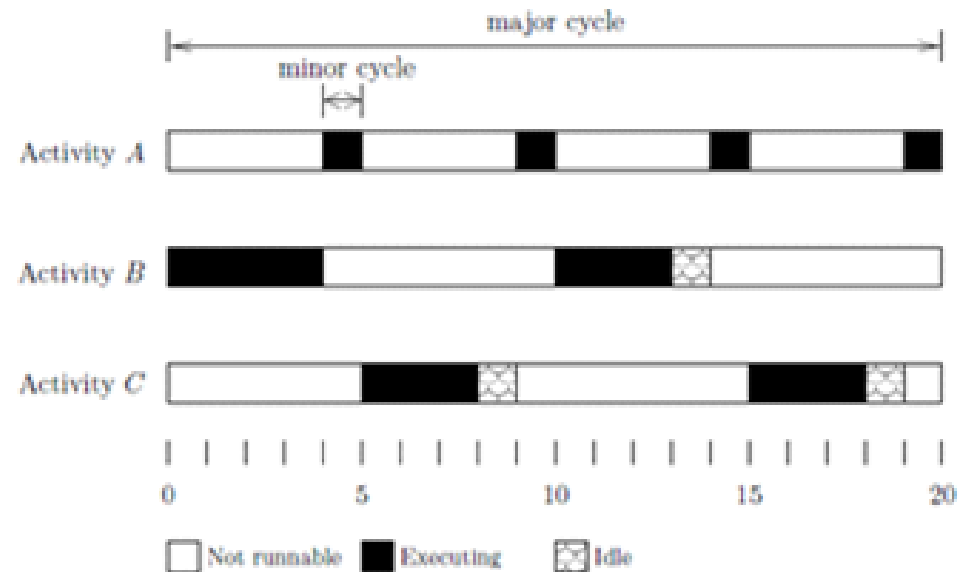 major cycle
minor cycle
Activity A
Activity B
Activity C
0 5 10 15 20
Not runnable Executing Idle